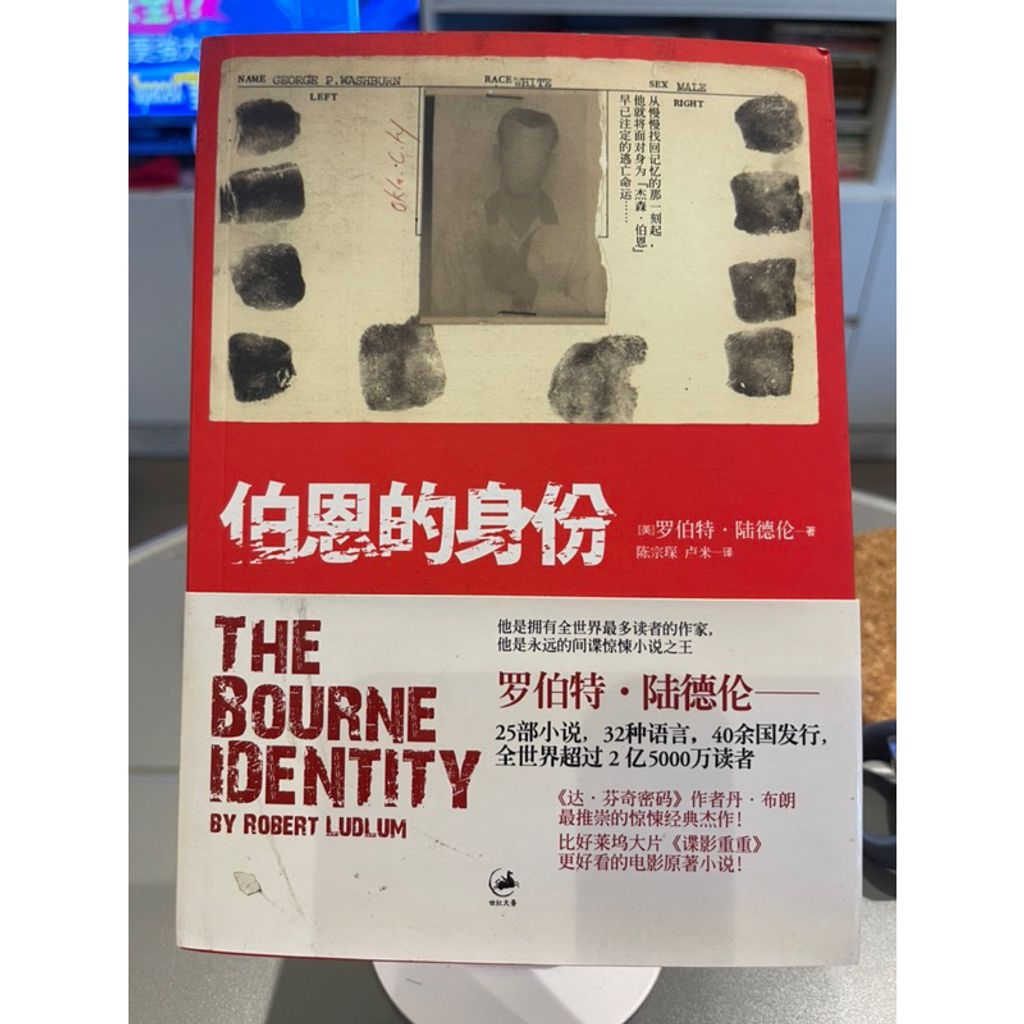 更強大
NAME GEORGE P. WASHBURN
RACE WHITE
SEX MALE
LEFT
RIGHT
Okla. City
从慢慢找回记忆的那一刻起，
他就将面对身为『杰森·伯恩』
早已注定的逃亡命运……
伯恩的身份
[美]罗伯特·陆德伦—著
陈宗琛 卢米—译
THE
BOURNE
IDENTITY
BY ROBERT LUDLUM
他是拥有全世界最多读者的作家，
他是永远的间谍惊悚小说之王
罗伯特·陆德伦——
25部小说，32种语言，40余国发行，
全世界超过 2 亿5000万读者
《达·芬奇密码》作者丹·布朗
最推崇的惊悚经典杰作！
比好莱坞大片《谍影重重》
更好看的电影原著小说！
世纪文睿